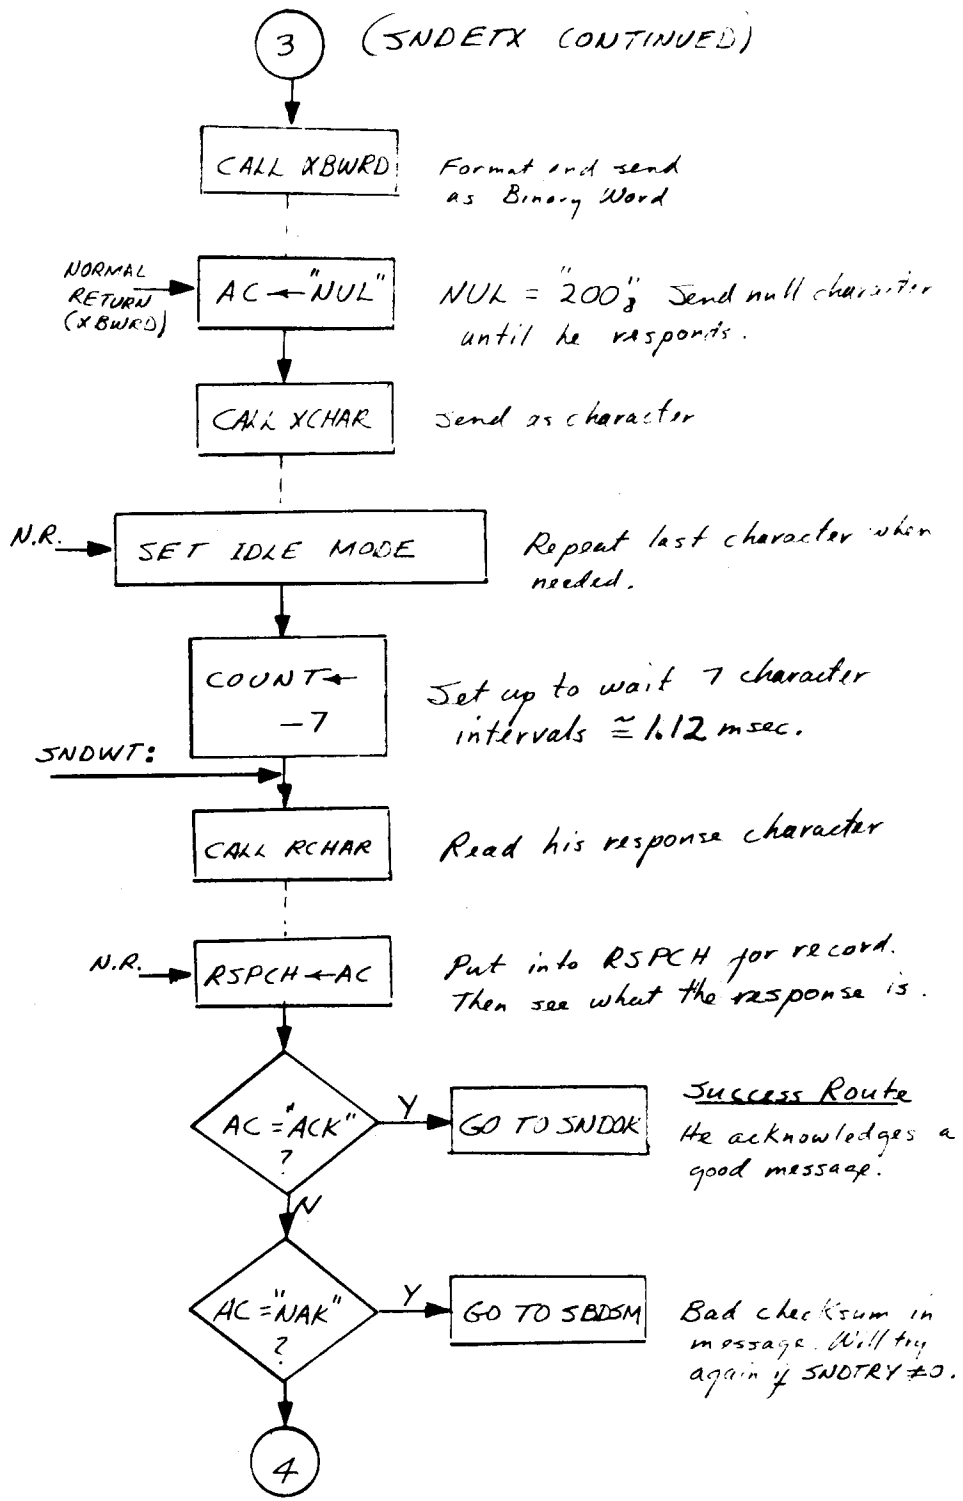 3 (SNDETX CONTINUED)
CALL XBWRD
Format and send
as Binary Word
NORMAL
RETURN
(XBWRD)
AC ← "NUL"
NUL = "200"8 Send null character
until he responds.
CALL XCHAR
Send as character
N.R.
SET IDLE MODE
Repeat last character when
needed.
COUNT ←
-7
Set up to wait 7 character
intervals ≅ 1.12 msec.
SNDWT:
CALL RCHAR
Read his response character
N.R.
RSPCH ← AC
Put into RSPCH for record.
Then see what the response is.
AC = "ACK"
?
Y
GO TO SNDOK
Success Route
He acknowledges a
good message.
N
AC = "NAK"
?
Y
GO TO SBDSM
Bad checksum in
message. Will try
again if SNDTRY ≠ 0.
4